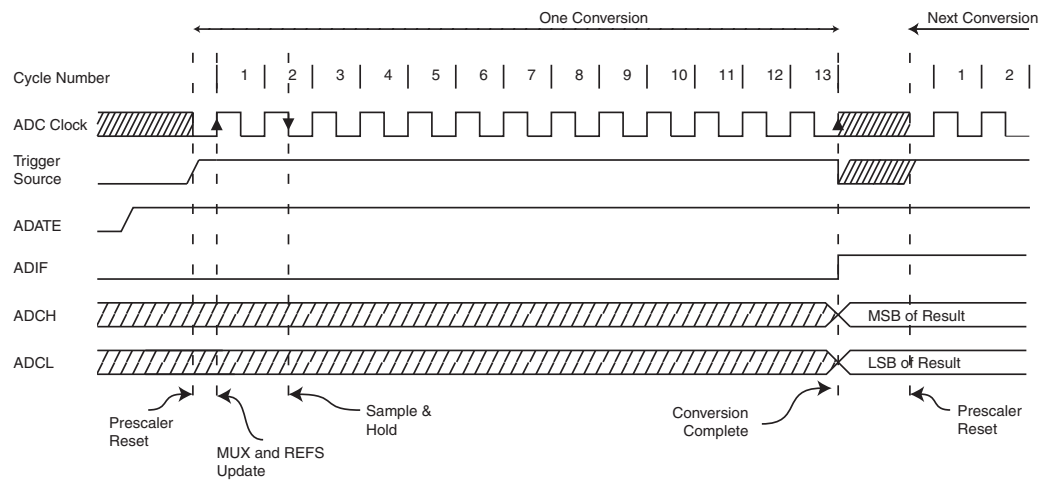 One Conversion
Next Conversion
Cycle Number
1 2 3 4 5 6 7 8 9 10 11 12 13 1 2
ADC Clock
Trigger
Source
ADATE
ADIF
ADCH
MSB of Result
ADCL
LSB of Result
Prescaler
Reset
MUX and REFS
Update
Sample &
Hold
Conversion
Complete
Prescaler
Reset